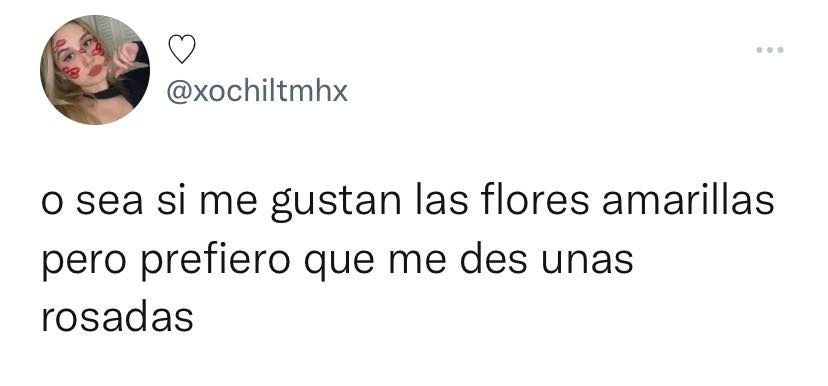 ♡
@xochiltmhx
o sea si me gustan las flores amarillas
pero prefiero que me des unas
rosadas